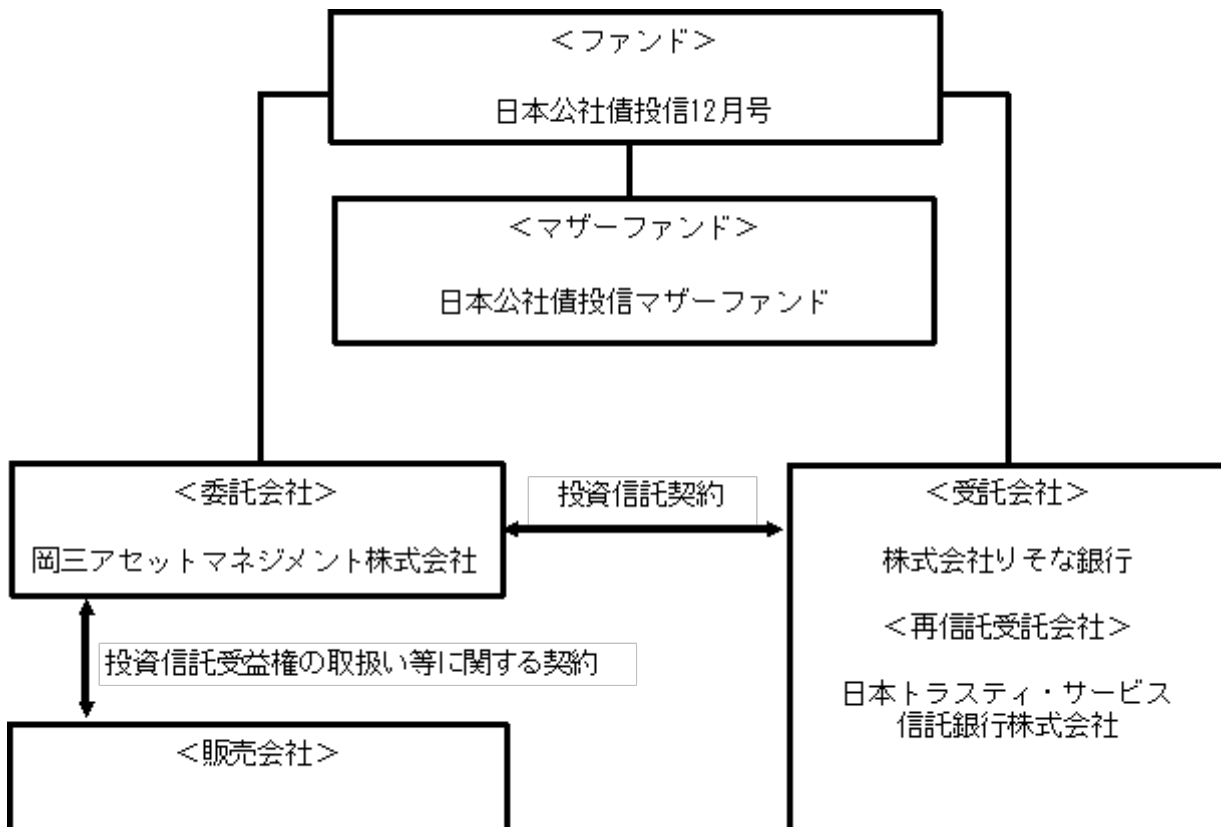 ＜ファンド＞
日本公社債投信12月号
＜マザーファンド＞
日本公社債投信マザーファンド
＜委託会社＞
岡三アセットマネジメント株式会社
投資信託契約
＜受託会社＞
株式会社りそな銀行
＜再信託受託会社＞
日本トラスティ・サービス
信託銀行株式会社
投資信託受益権の取扱い等に関する契約
＜販売会社＞